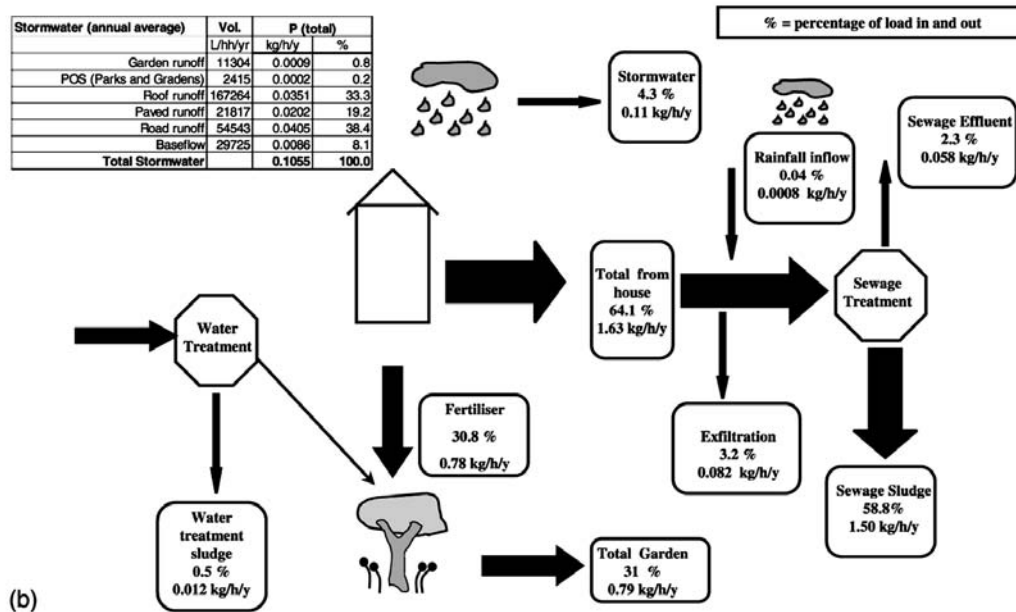 Stormwater (annual average) Vol. P (total)
L/hh/yr kg/h/y %
Garden runoff 11304 0.0009 0.8
POS (Parks and Gradens) 2415 0.0002 0.2
Roof runoff 167264 0.0351 33.3
Paved runoff 21817 0.0202 19.2
Road runoff 54543 0.0405 38.4
Baseflow 29725 0.0086 8.1
Total Stormwater 0.1055 100.0
% = percentage of load in and out
Stormwater
4.3 %
0.11 kg/h/y
Rainfall inflow
0.04 %
0.0008 kg/h/y
Sewage Effluent
2.3 %
0.058 kg/h/y
Total from
house
64.1 %
1.63 kg/h/y
Sewage
Treatment
Water
Treatment
Fertiliser
30.8 %
0.78 kg/h/y
Exfiltration
3.2 %
0.082 kg/h/y
Sewage Sludge
58.8%
1.50 kg/h/y
Water
treatment
sludge
0.5 %
0.012 kg/h/y
Total Garden
31 %
0.79 kg/h/y
(b)